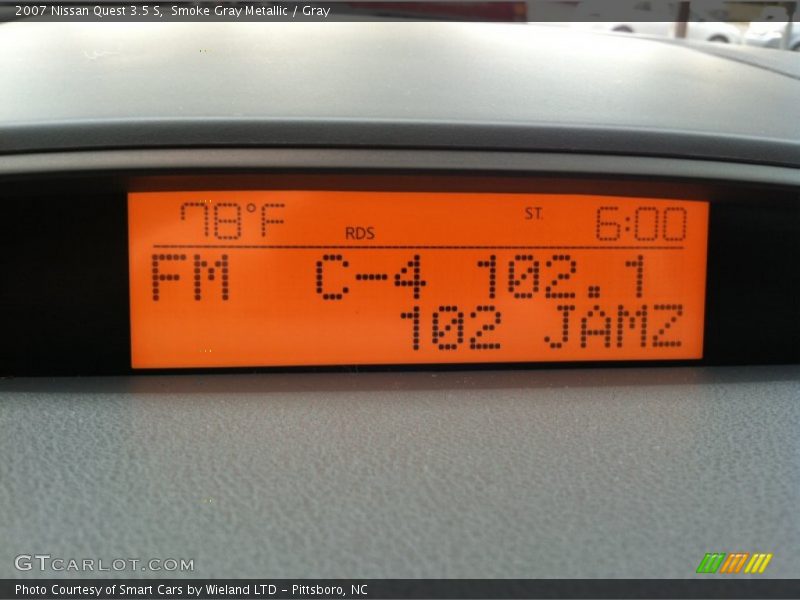 2007 Nissan Quest 3.5 S, Smoke Gray Metallic / Gray
78°F RDS ST. 6:00
FM C-4 102.1
102 JAMZ
GTCARLOT.COM
Photo Courtesy of Smart Cars by Wieland LTD - Pittsboro, NC